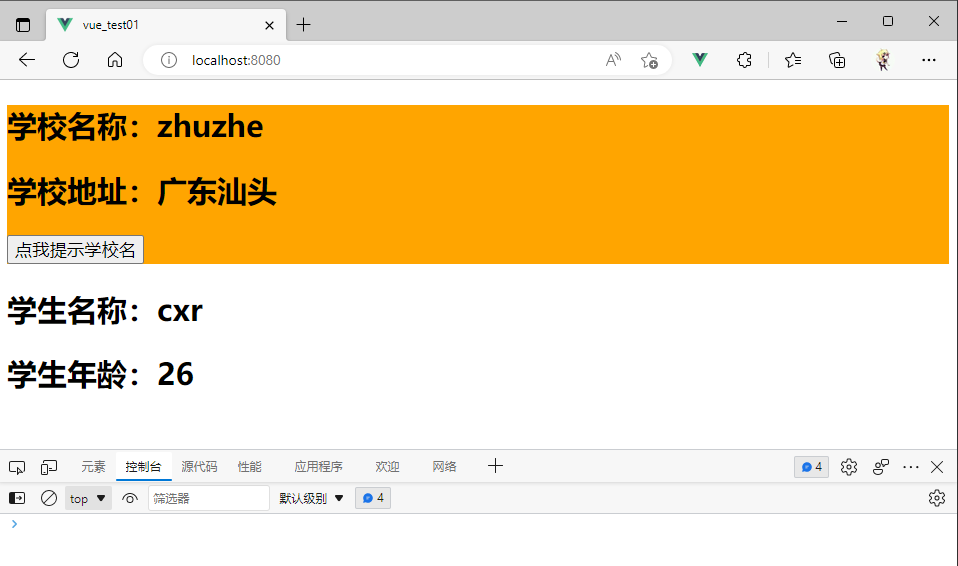 vue_test01
localhost:8080
学校名称：zhuzhe
学校地址：广东汕头
点我提示学校名
学生名称：cxr
学生年龄：26
元素 控制台 源代码 性能 应用程序 欢迎 网络 4
top 筛选器 默认级别 4